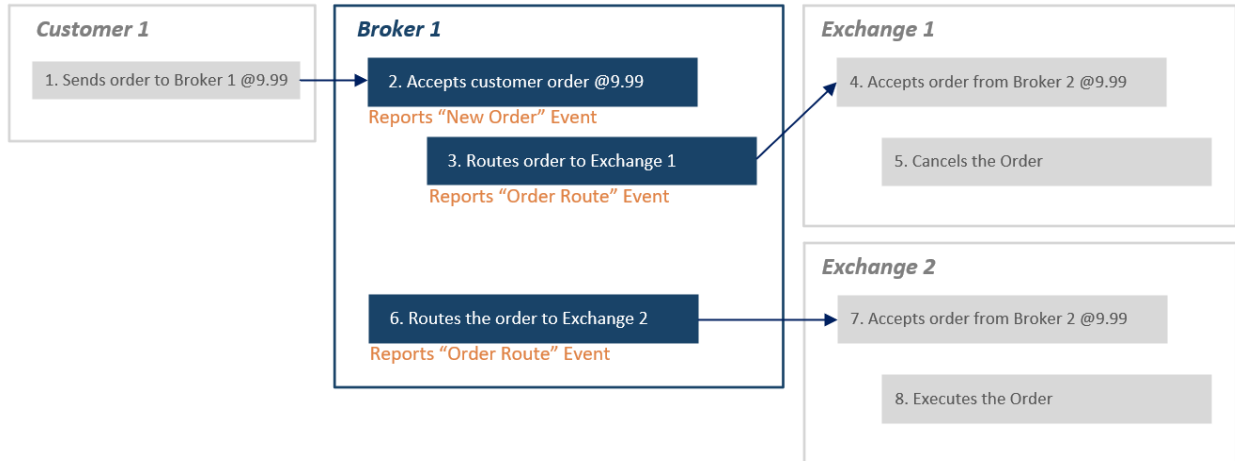 Customer 1
1. Sends order to Broker 1 @9.99
Broker 1
2. Accepts customer order @9.99
Reports “New Order” Event
3. Routes order to Exchange 1
Reports “Order Route” Event
6. Routes the order to Exchange 2
Reports “Order Route” Event
Exchange 1
4. Accepts order from Broker 2 @9.99
5. Cancels the Order
Exchange 2
7. Accepts order from Broker 2 @9.99
8. Executes the Order